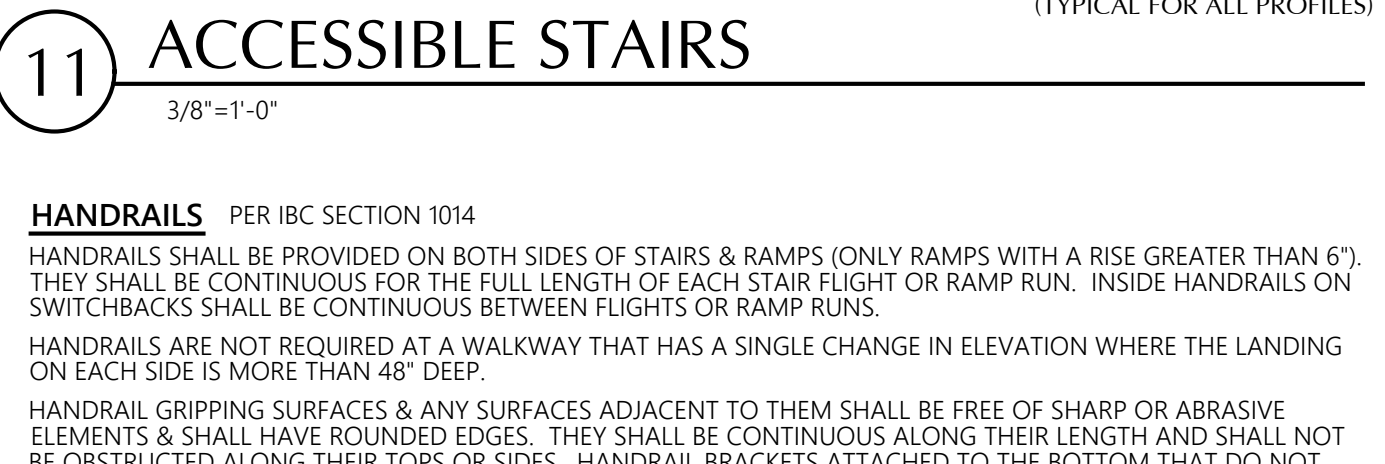 (TYPICAL FOR ALL PROFILES)
11
ACCESSIBLE STAIRS
3/8"=1'-0"
HANDRAILS PER IBC SECTION 1014
HANDRAILS SHALL BE PROVIDED ON BOTH SIDES OF STAIRS & RAMPS (ONLY RAMPS WITH A RISE GREATER THAN 6").
THEY SHALL BE CONTINUOUS FOR THE FULL LENGTH OF EACH STAIR FLIGHT OR RAMP RUN. INSIDE HANDRAILS ON
SWITCHBACKS SHALL BE CONTINUOUS BETWEEN FLIGHTS OR RAMP RUNS.
HANDRAILS ARE NOT REQUIRED AT A WALKWAY THAT HAS A SINGLE CHANGE IN ELEVATION WHERE THE LANDING
ON EACH SIDE IS MORE THAN 48" DEEP.
HANDRAIL GRIPPING SURFACES & ANY SURFACES ADJACENT TO THEM SHALL BE FREE OF SHARP OR ABRASIVE
ELEMENTS & SHALL HAVE ROUNDED EDGES. THEY SHALL BE CONTINUOUS ALONG THEIR LENGTH AND SHALL NOT
BE OBSTRUCTED ALONG THEIR TOPS OR SIDES. HANDRAIL BRACKETS ATTACHED TO THE BOTTOM THAT DO NOT